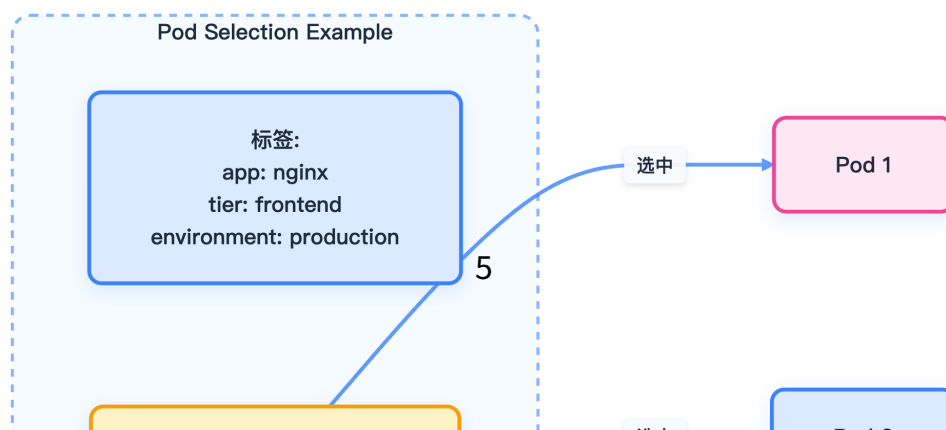 Pod Selection Example
标签:
app: nginx
tier: frontend
environment: production
选中
Pod 1
5